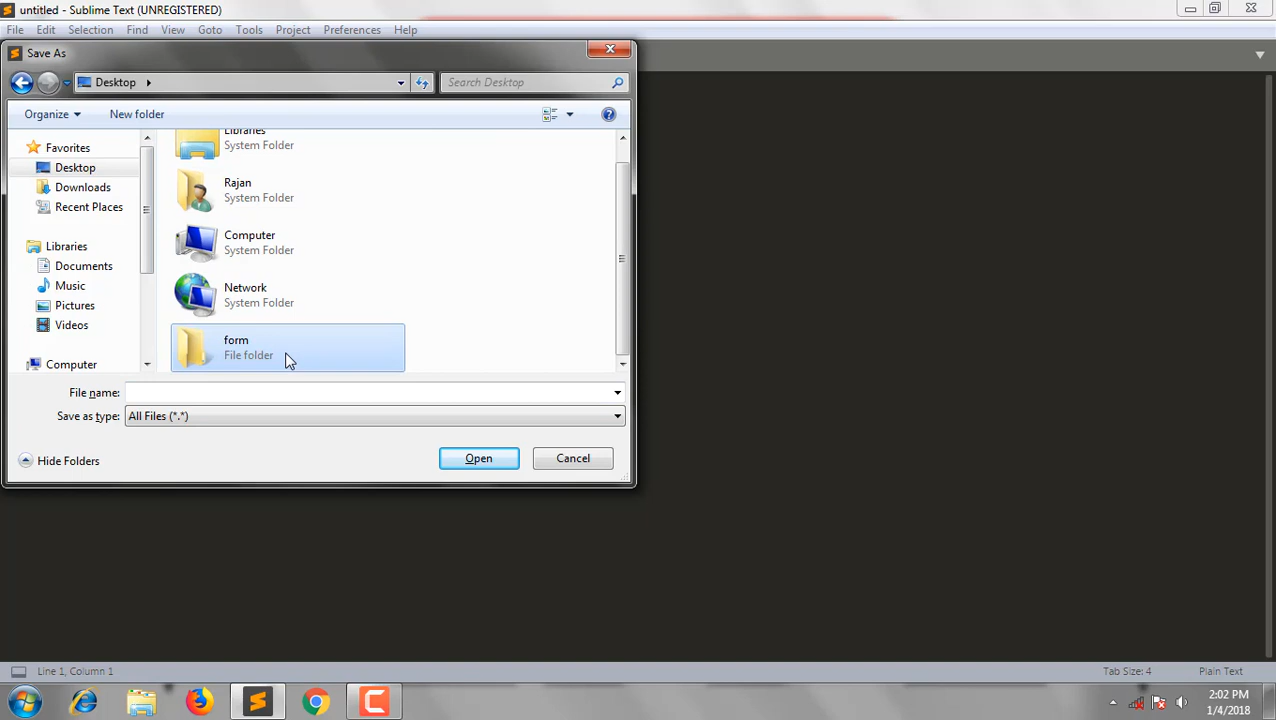 untitled - Sublime Text (UNREGISTERED)
File Edit Selection Find View Goto Tools Project Preferences Help
Save As
Desktop
Search Desktop
Organize New folder
Favorites
Desktop
Downloads
Recent Places
Libraries
Documents
Music
Pictures
Videos
Computer
Libraries
System Folder
Rajan
System Folder
Computer
System Folder
Network
System Folder
form
File folder
File name:
Save as type: All Files (*.*)
Hide Folders Open Cancel
Line 1, Column 1 Tab Size: 4 Plain Text
2:02 PM
1/4/2018